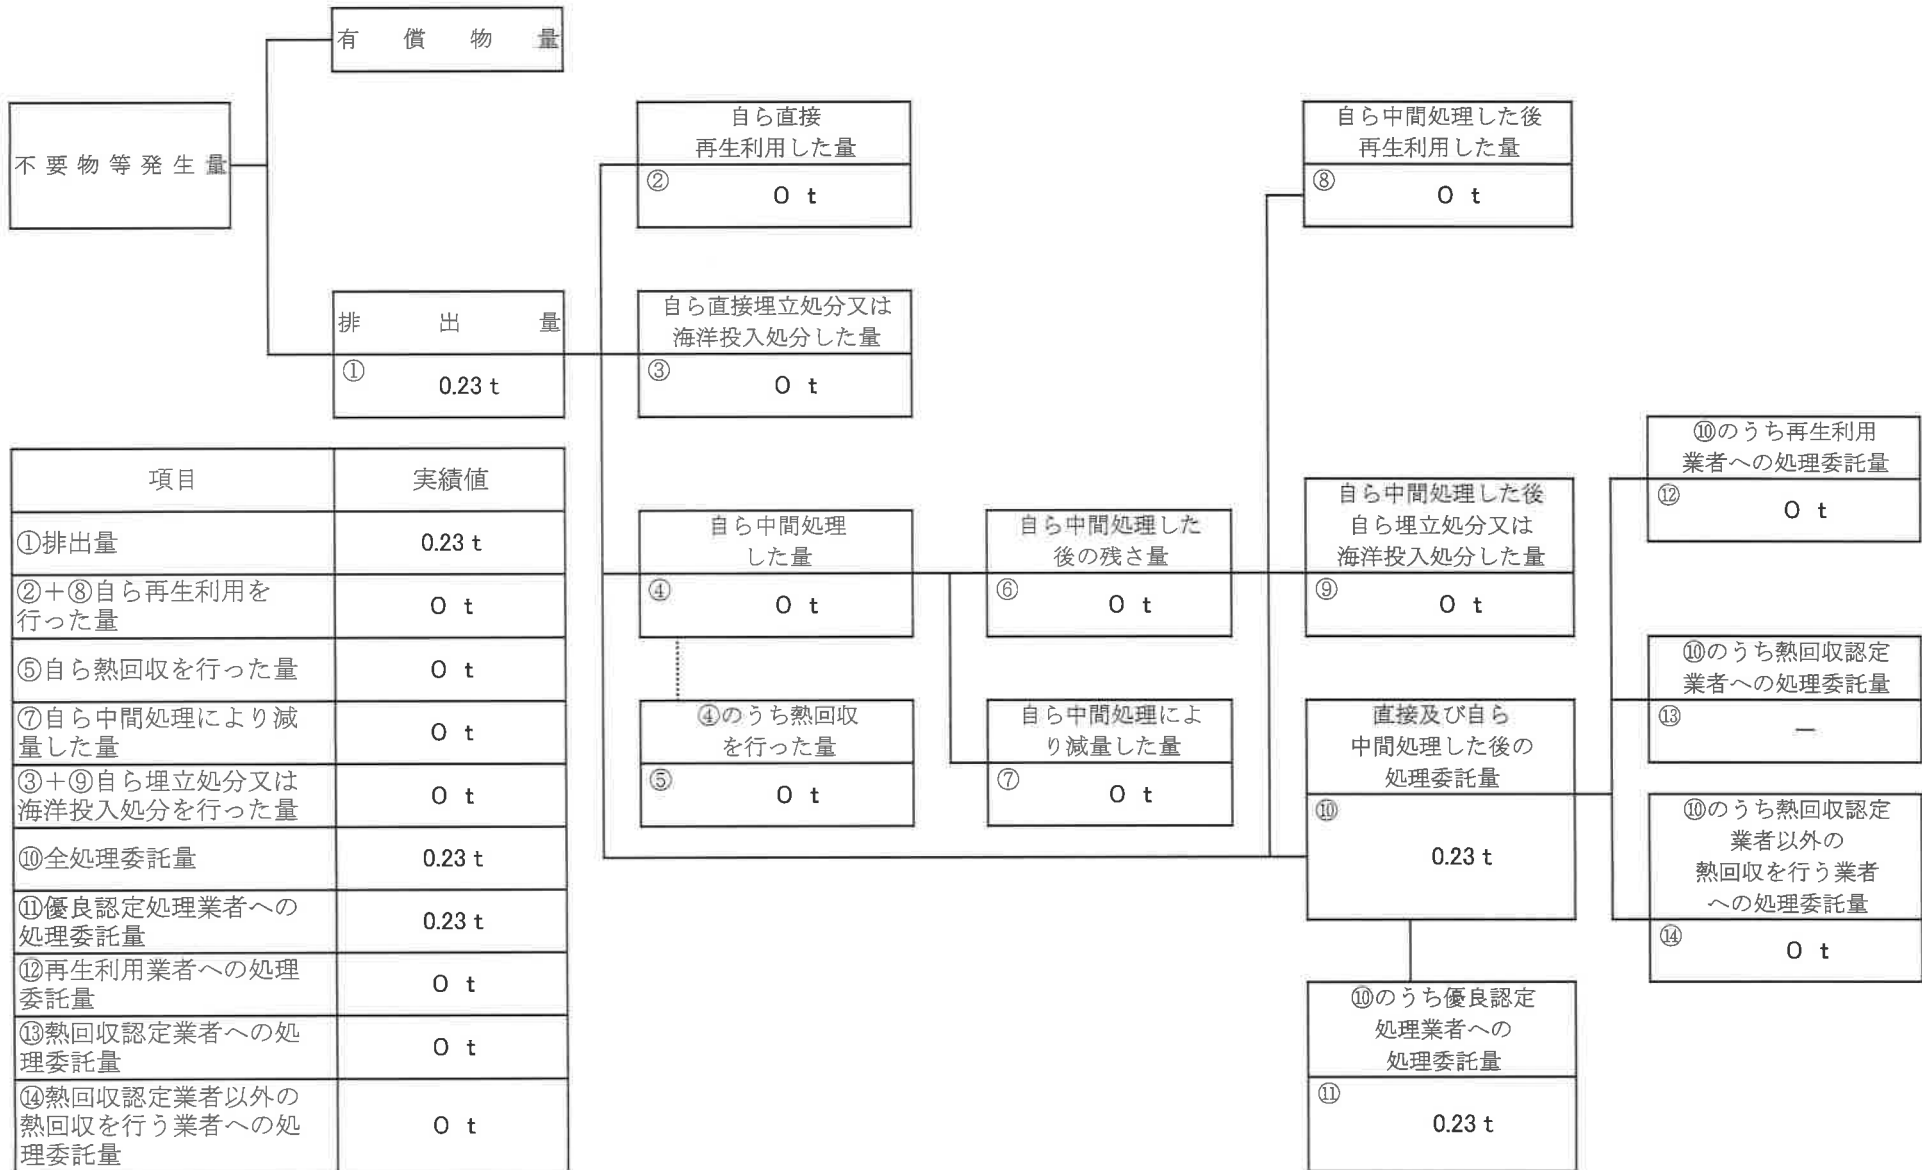 有償物量
不要物等発生量
排出量
①
0.23 t
自ら直接
再生利用した量
②
0 t
自ら直接埋立処分又は
海洋投入処分した量
③
0 t
自ら中間処理
した量
④
0 t
④のうち熱回収
を行った量
⑤
0 t
自ら中間処理した
後の残さ量
⑥
0 t
自ら中間処理によ
り減量した量
⑦
0 t
自ら中間処理した後
再生利用した量
⑧
0 t
自ら中間処理した後
自ら埋立処分又は
海洋投入処分した量
⑨
0 t
直接及び自ら
中間処理した後の
処理委託量
⑩
0.23 t
⑩のうち優良認定
処理業者への
処理委託量
⑪
0.23 t
⑩のうち再生利用
業者への処理委託量
⑫
0 t
⑩のうち熱回収認定
業者への処理委託量
⑬
―
⑩のうち熱回収認定
業者以外の
熱回収を行う業者
への処理委託量
⑭
0 t
項目 実績値
①排出量 0.23 t
②＋⑧自ら再生利用を
行った量
0 t
⑤自ら熱回収を行った量 0 t
⑦自ら中間処理により減
量した量
0 t
③＋⑨自ら埋立処分又は
海洋投入処分を行った量
0 t
⑩全処理委託量 0.23 t
⑪優良認定処理業者への
処理委託量
0.23 t
⑫再生利用業者への処理
委託量
0 t
⑬熱回収認定業者への処
理委託量
0 t
⑭熱回収認定業者以外の
熱回収を行う業者への処
理委託量
0 t